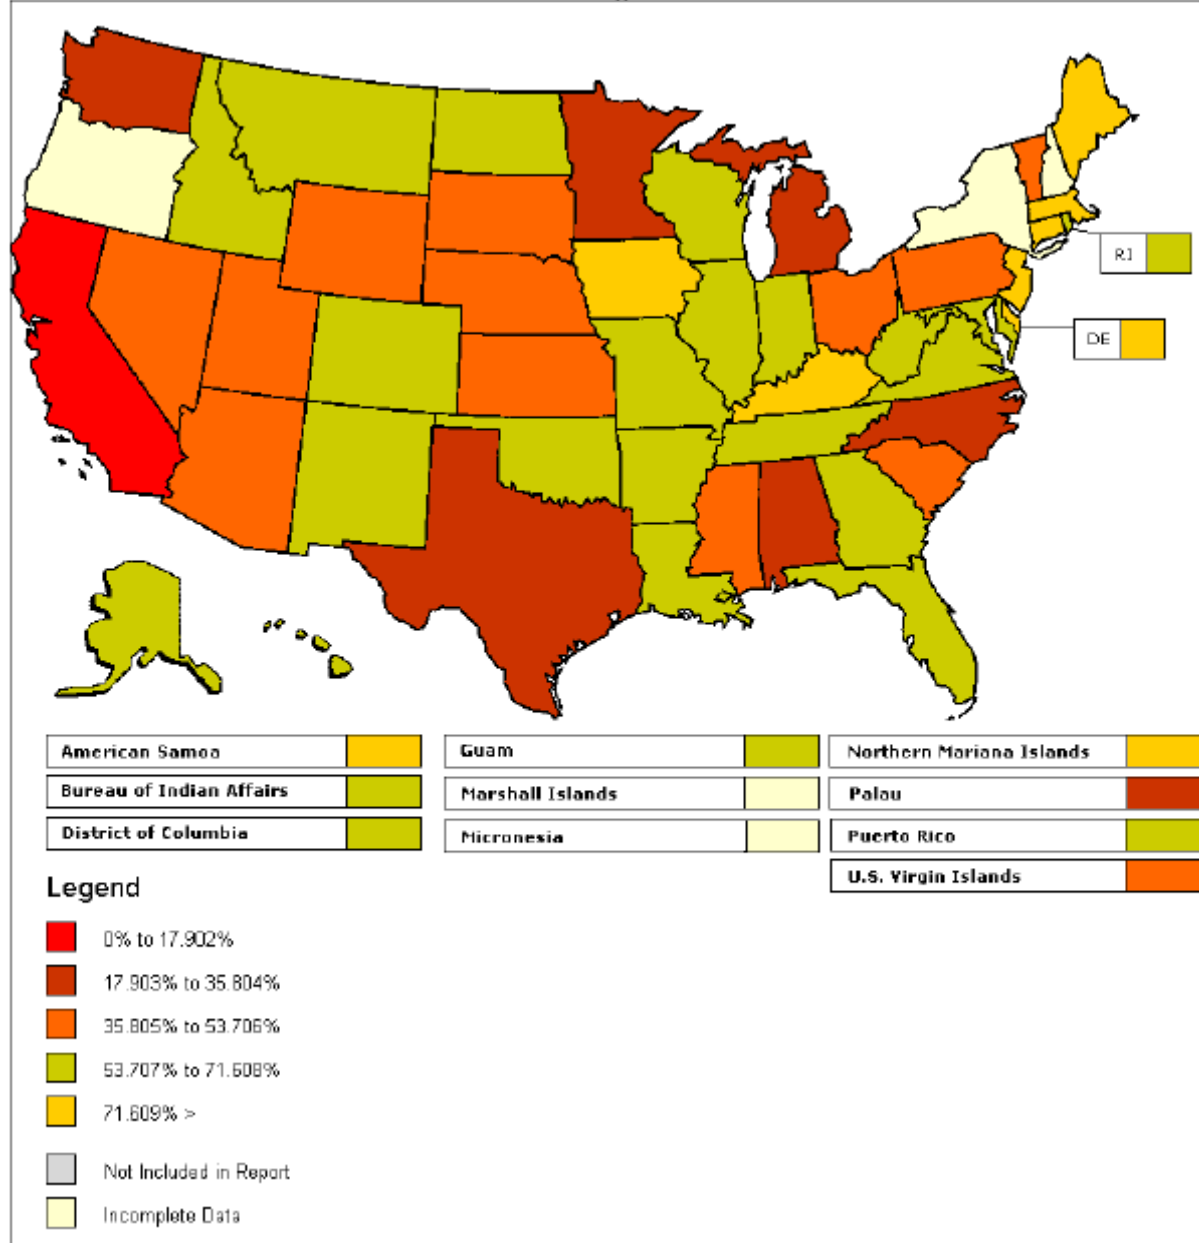 RI
DE
American Samoa
Guam
Northern Mariana Islands
Bureau of Indian Affairs
Marshall Islands
Palau
District of Columbia
Micronesia
Puerto Rico
U.S. Virgin Islands
Legend
0% to 17.902%
17.903% to 35.804%
35.805% to 53.706%
53.707% to 71.608%
71.609% >
Not Included in Report
Incomplete Data